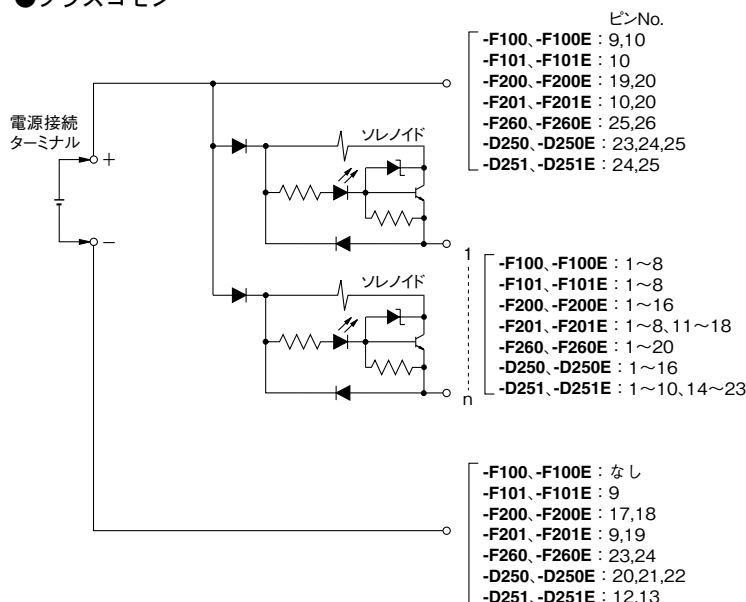 ●プラスコモン
ピンNo.
-F100、-F100E：9,10
-F101、-F101E：10
-F200、-F200E：19,20
-F201、-F201E：10,20
-F260、-F260E：25,26
-D250、-D250E：23,24,25
-D251、-D251E：24,25
電源接続
ターミナル
+
−
ソレノイド
ソレノイド
1
n
-F100、-F100E：1〜8
-F101、-F101E：1〜8
-F200、-F200E：1〜16
-F201、-F201E：1〜8、11〜18
-F260、-F260E：1〜20
-D250、-D250E：1〜16
-D251、-D251E：1〜10、14〜23
-F100、-F100E：なし
-F101、-F101E：9
-F200、-F200E：17,18
-F201、-F201E：9,19
-F260、-F260E：23,24
-D250、-D250E：20,21,22
-D251、-D251E：12,13